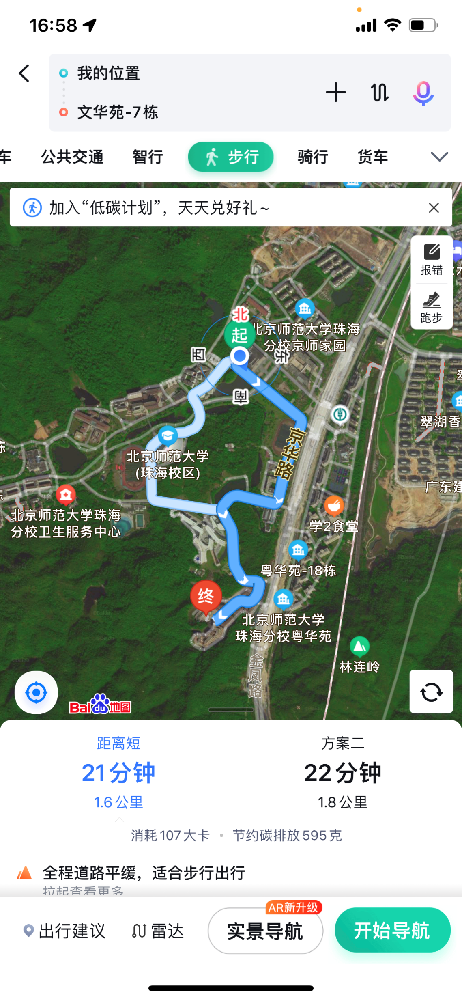 16:58
我的位置
文华苑-7栋
车
公共交通
智行
步行
骑行
货车
加入“低碳计划”，天天兑好礼~
报错
跑步
北
起
西
东
南
北京师范大学珠海
分校京师家园
京华路
翠湖香
北京师范大学
(珠海校区)
广东建
北京师范大学珠海
分校卫生服务中心
学2食堂
粤华苑-18栋
终
北京师范大学
珠海分校粤华苑
林连岭
金凤路
Baidu地图
距离短
方案二
21分钟
22分钟
1.6公里
1.8公里
消耗107大卡 • 节约碳排放595克
全程道路平缓，适合步行出行
拉起查看更多
AR新升级
出行建议
雷达
实景导航
开始导航